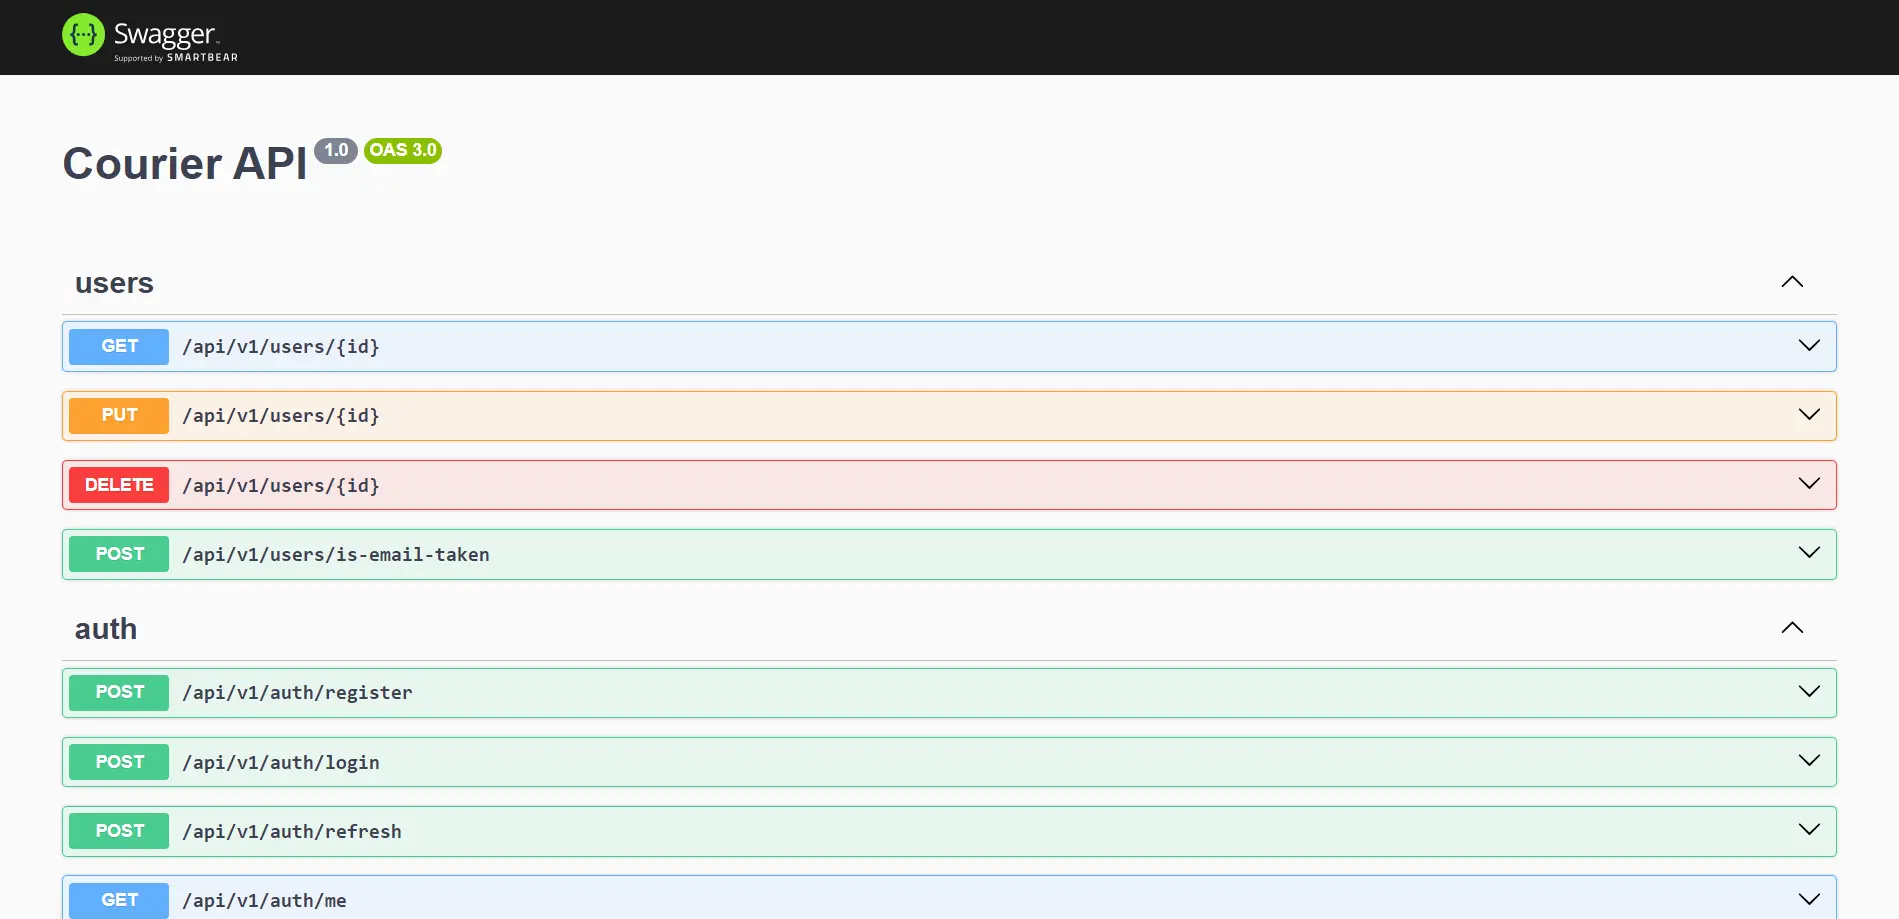 {...} Swagger™
Supported by SMARTBEAR
Courier API 1.0 OAS 3.0
users
GET /api/v1/users/{id}
PUT /api/v1/users/{id}
DELETE /api/v1/users/{id}
POST /api/v1/users/is-email-taken
auth
POST /api/v1/auth/register
POST /api/v1/auth/login
POST /api/v1/auth/refresh
GET /api/v1/auth/me